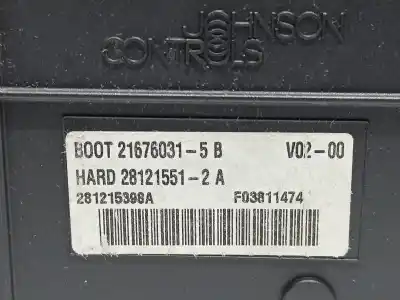 JOHNSON
CONTROLS
BOOT 21676031-5 B V02-00
HARD 28121551-2 A
281215398A F03811474